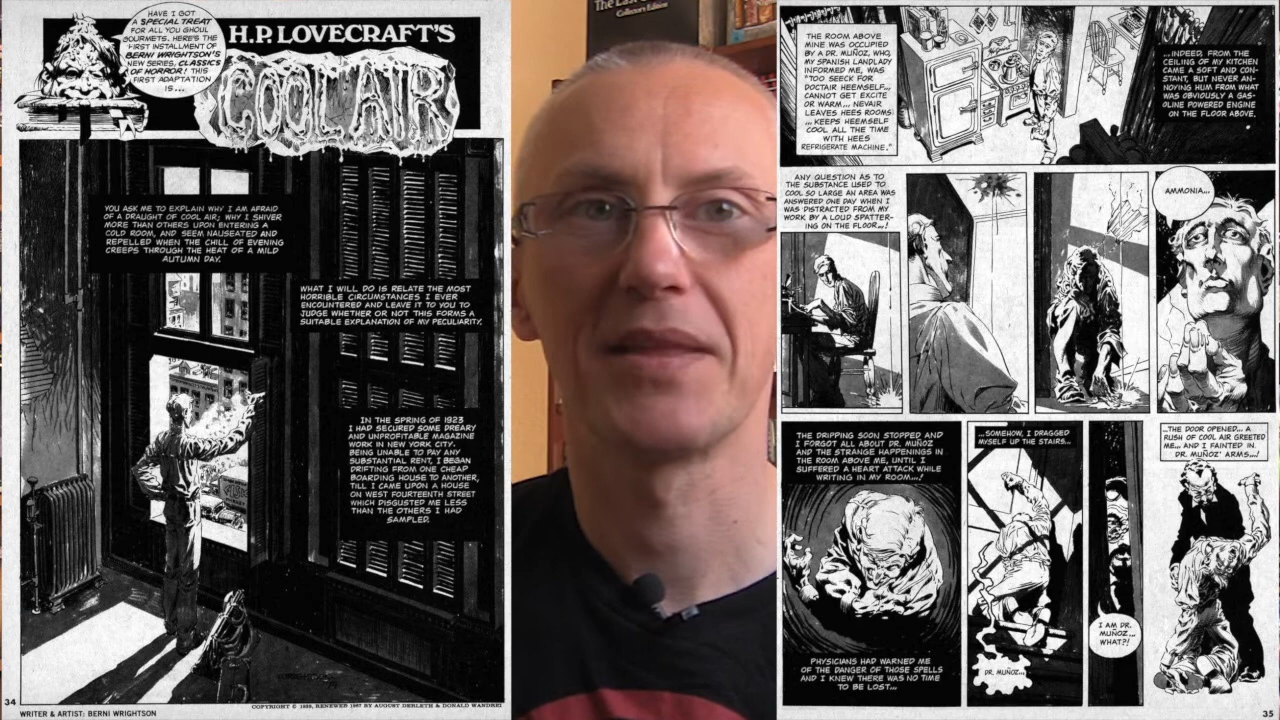 HAVE I GOT
A SPECIAL TREAT
FOR ALL YOU GHOUL
GOURMETS. HERE'S THE
FIRST INSTALLMENT OF
BERNI WRIGHTSON'S
NEW SERIES, CLASSICS
OF HORROR! THIS
FIRST ADAPTATION
IS...
H.P. LOVECRAFT'S
COOL AIR
YOU ASK ME TO EXPLAIN WHY I AM AFRAID
OF A DRAUGHT OF COOL AIR; WHY I SHIVER
MORE THAN OTHERS UPON ENTERING A
COLD ROOM, AND SEEM NAUSEATED AND
REPELLED WHEN THE CHILL OF EVENING
CREEPS THROUGH THE HEAT OF A MILD
AUTUMN DAY.
WHAT I WILL DO IS RELATE THE MOST
HORRIBLE CIRCUMSTANCES I EVER
ENCOUNTERED AND LEAVE IT TO YOU TO
JUDGE WHETHER OR NOT THIS FORMS A
SUITABLE EXPLANATION OF MY PECULIARITY.
IN THE SPRING OF 1923
I HAD SECURED SOME DREARY
AND UNPROFITABLE MAGAZINE
WORK IN NEW YORK CITY.
BEING UNABLE TO PAY ANY
SUBSTANTIAL RENT, I BEGAN
DRIFTING FROM ONE CHEAP
BOARDING HOUSE TO ANOTHER,
TILL I CAME UPON A HOUSE
ON WEST FOURTEENTH STREET
WHICH DISGUSTED ME LESS
THAN THE OTHERS I HAD
SAMPLED.
34
WRITER & ARTIST: BERNI WRIGHTSON
COPYRIGHT © 1939, RENEWED 1967 BY AUGUST DERLETH & DONALD WANDREI
Collectors Edition
THE ROOM ABOVE
MINE WAS OCCUPIED
BY A DR. MUÑOZ, WHO,
MY SPANISH LANDLADY
INFORMED ME, WAS
"TOO SEECK FOR
DOCTAIR HEEMSELF...
CANNOT GET EXCITE
OR WARM... NEVAIR
LEAVES HEES ROOMS
... KEEPS HEEMSELF
COOL ALL THE TIME
WITH HEES
REFRIGERATE MACHINE."
...INDEED, FROM THE
CEILING OF MY KITCHEN
CAME A SOFT AND CON-
STANT, BUT NEVER AN-
NOYING HUM FROM WHAT
WAS OBVIOUSLY A GAS-
OLINE POWERED ENGINE
ON THE FLOOR ABOVE.
ANY QUESTION AS TO
THE SUBSTANCE USED TO
COOL SO LARGE AN AREA WAS
ANSWERED ONE DAY WHEN I
WAS DISTRACTED FROM MY
WORK BY A LOUD SPATTER-
ING ON THE FLOOR...!
AMMONIA...
THE DRIPPING SOON STOPPED AND
I FORGOT ALL ABOUT DR. MUÑOZ
AND THE STRANGE HAPPENINGS IN
THE ROOM ABOVE ME, UNTIL I
SUFFERED A HEART ATTACK WHILE
WRITING IN MY ROOM...!
PHYSICIANS HAD WARNED ME
OF THE DANGER OF THOSE SPELLS
AND I KNEW THERE WAS NO TIME
TO BE LOST...
...SOMEHOW, I DRAGGED
MYSELF UP THE STAIRS...
DR. MUÑOZ...
I AM DR.
MUÑOZ...
WHAT?!
...THE DOOR OPENED... A
RUSH OF COOL AIR GREETED
ME... AND I FAINTED IN
DR. MUÑOZ' ARMS...!
35